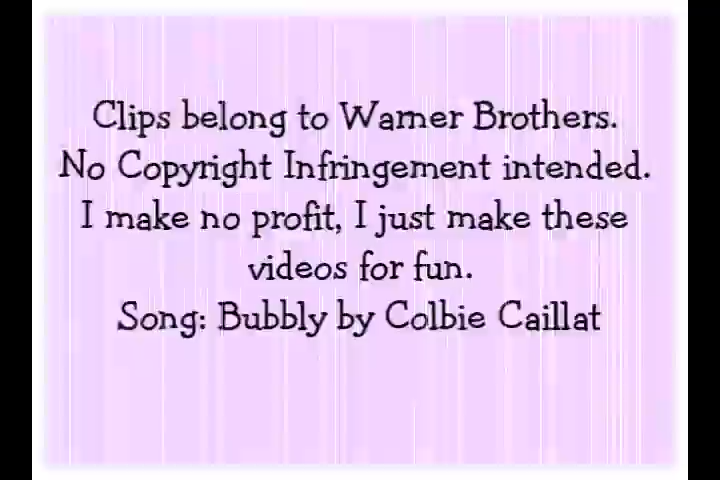 Clips belong to Warner Brothers.
No Copyright Infringement intended.
I make no profit, I just make these
videos for fun.
Song: Bubbly by Colbie Caillat